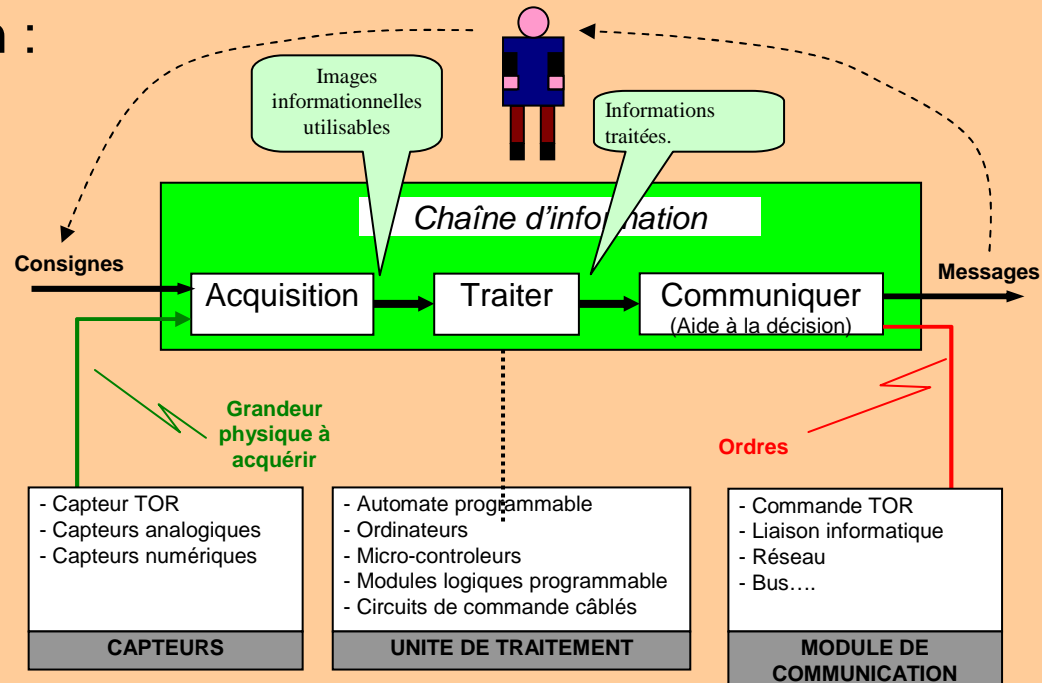 n :
Images
informationnelles
utilisables
Informations
traitées.
Chaîne d'information
Consignes
Messages
Acquisition
Traiter
Communiquer
(Aide à la décision)
Grandeur
physique à
acquérir
Ordres
- Capteur TOR
- Capteurs analogiques
- Capteurs numériques
CAPTEURS
- Automate programmable
- Ordinateurs
- Micro-controleurs
- Modules logiques programmable
- Circuits de commande câblés
UNITE DE TRAITEMENT
- Commande TOR
- Liaison informatique
- Réseau
- Bus....
MODULE DE
COMMUNICATION